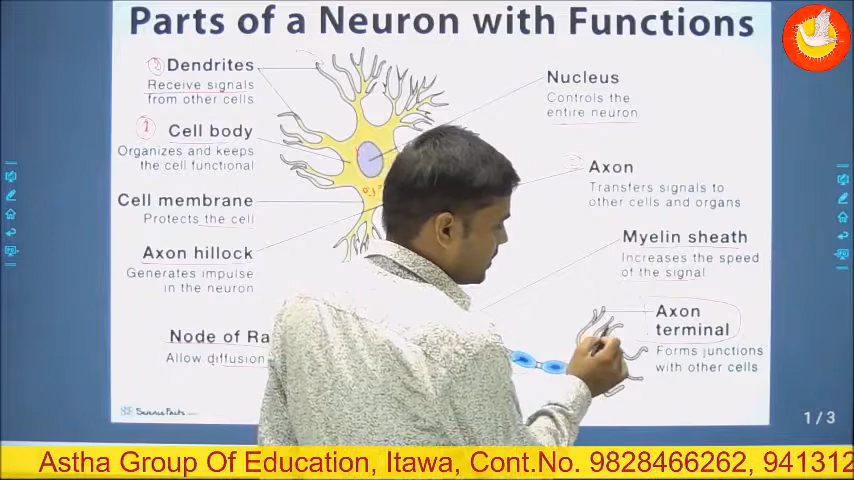 Parts of a Neuron with Functions
Dendrites
Receive signals
from other cells
1
Cell body
Organizes and keeps
the cell functional
Cell membrane
Protects the cell
Axon hillock
Generates impulse
in the neuron
Node of Ra
Allow diffusion
Nucleus
Controls the
entire neuron
Axon
Transfers signals to
other cells and organs
Myelin sheath
Increases the speed
of the signal
Axon
terminal
Forms junctions
with other cells
Science Facts
1/3
Astha Group Of Education, Itawa, Cont.No. 9828466262, 941312